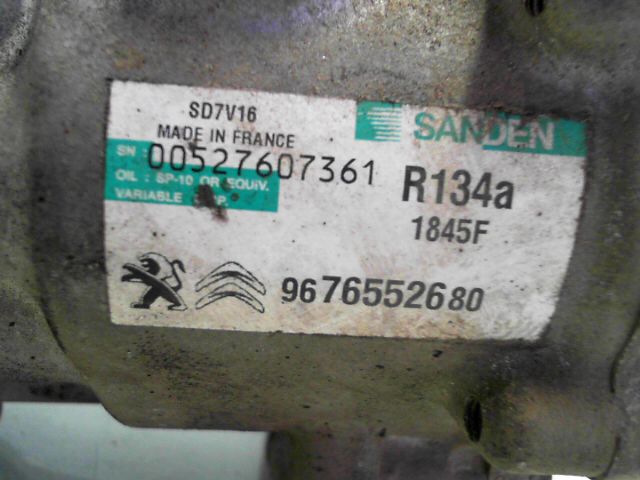 SD7V16
MADE IN FRANCE
SANDEN
SN 00527607361
OIL : SP-10 OR EQUIV.
VARIABLE
R134a
1845F
9676552680